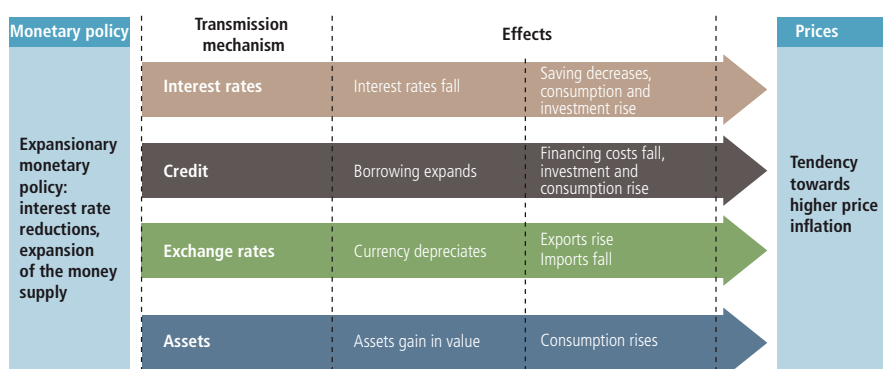 Monetary policy
Transmission
mechanism
Effects
Prices
Expansionary
monetary
policy:
interest rate
reductions,
expansion
of the money
supply
Interest rates
Interest rates fall
Saving decreases,
consumption and
investment rise
Credit
Borrowing expands
Financing costs fall,
investment and
consumption rise
Exchange rates
Currency depreciates
Exports rise
Imports fall
Assets
Assets gain in value
Consumption rises
Tendency
towards
higher price
inflation